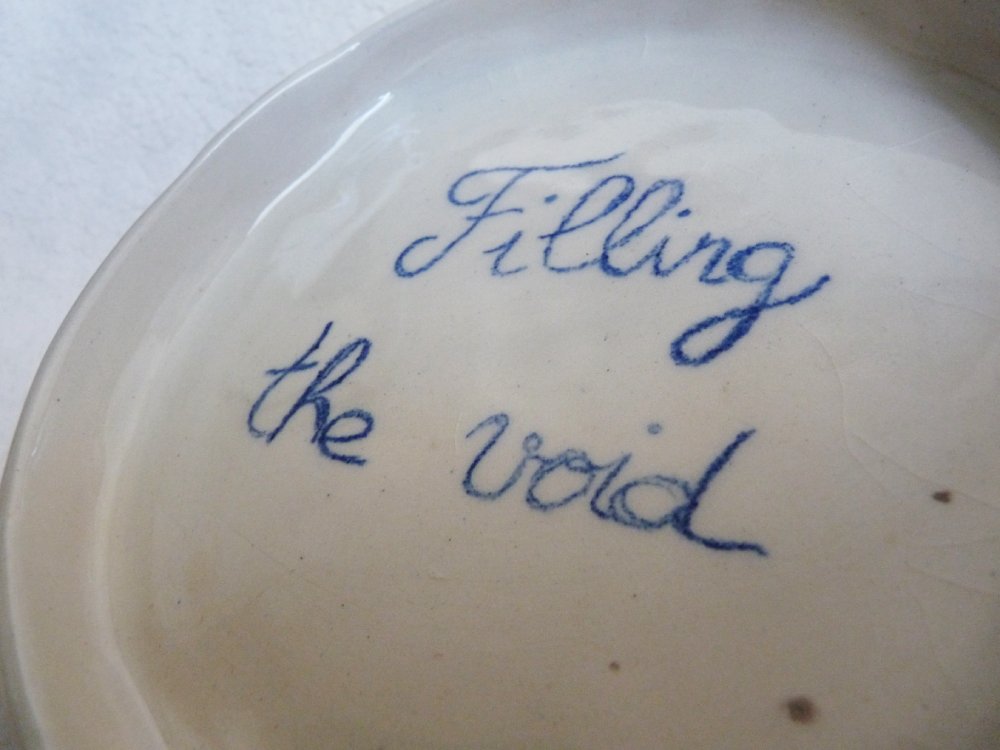 Filling
the void